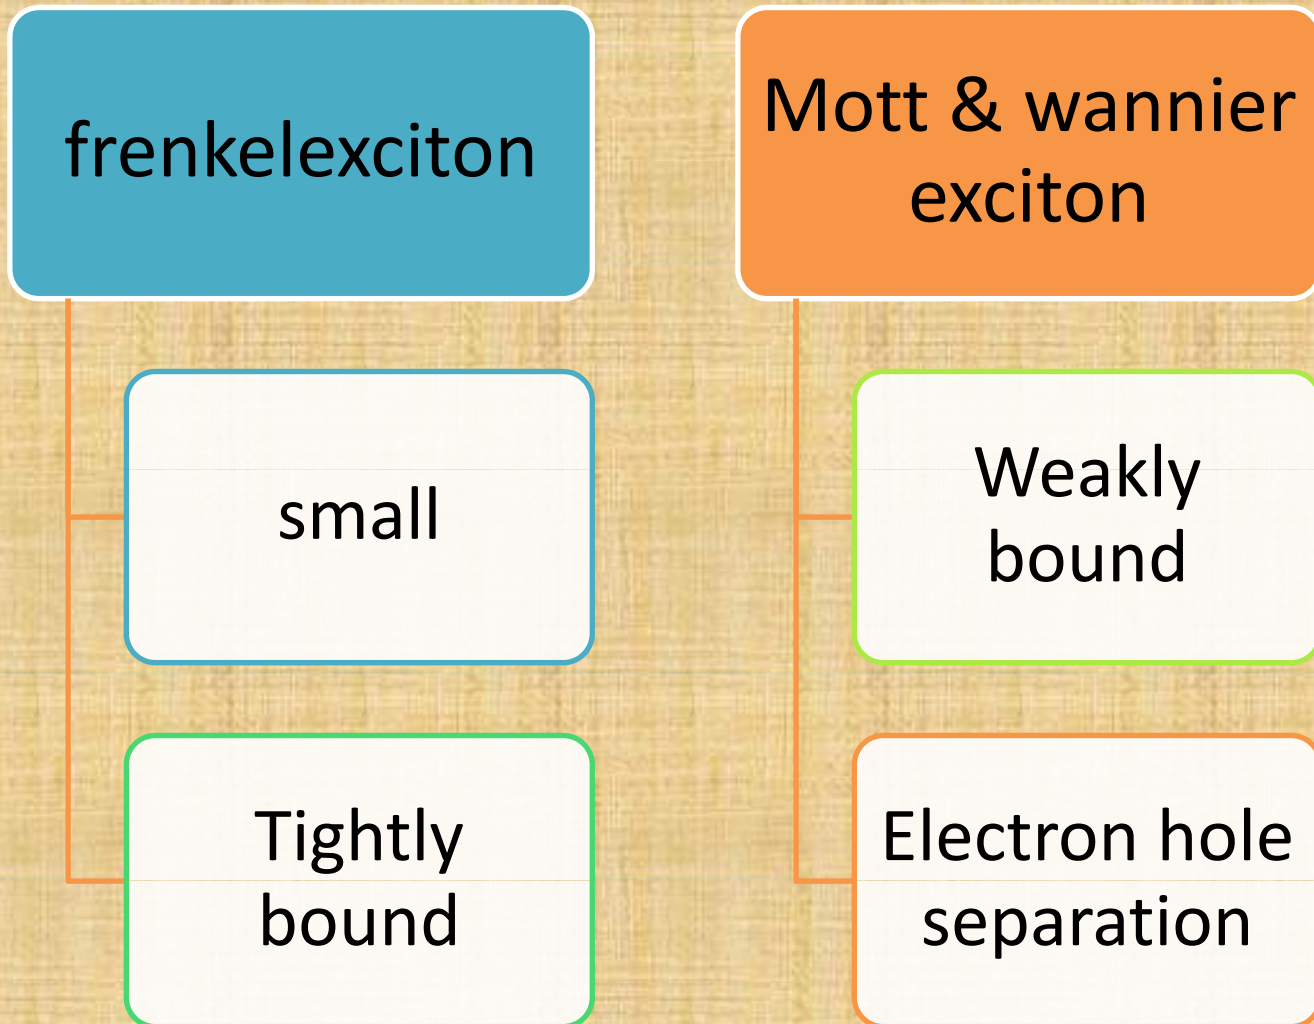 frenkelexciton
small
Tightly
bound
Mott & wannier
exciton
Weakly
bound
Electron hole
separation